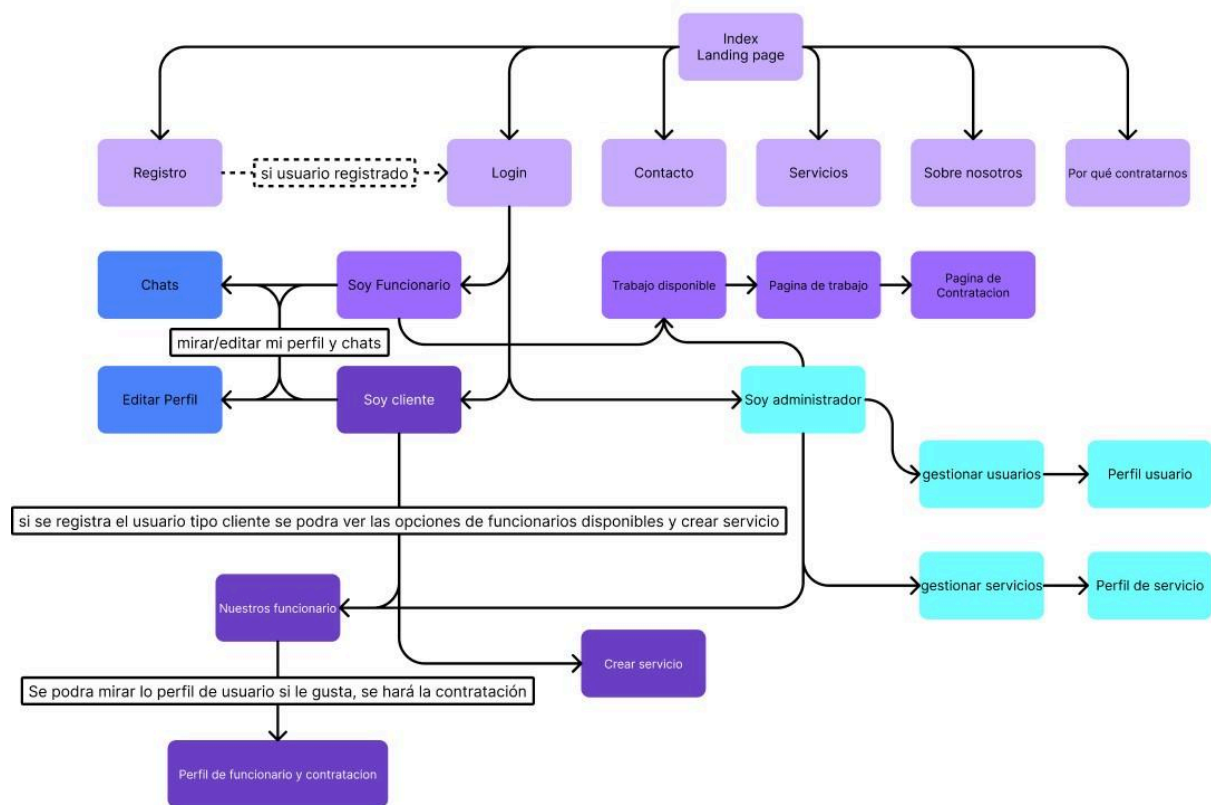 Index
Landing page
Registro
si usuario registrado
Login
Contacto
Servicios
Sobre nosotros
Por qué contratarnos
Chats
Soy Funcionario
Trabajo disponible
Pagina de trabajo
Pagina de
Contratacion
mirar/editar mi perfil y chats
Editar Perfil
Soy cliente
Soy administrador
gestionar usuarios
Perfil usuario
si se registra el usuario tipo cliente se podra ver las opciones de funcionarios disponibles y crear servicio
gestionar servicios
Perfil de servicio
Nuestros funcionario
Crear servicio
Se podra mirar lo perfil de usuario si le gusta, se hará la contratación
Perfil de funcionario y contratacion